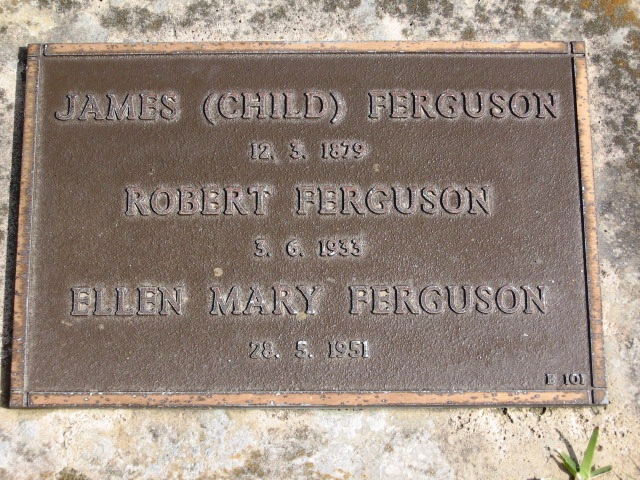 JAMES (CHILD) FERGUSON
12. 3. 1879
ROBERT FERGUSON
3. 6. 1933
ELLEN MARY FERGUSON
28. 5. 1951
E 101